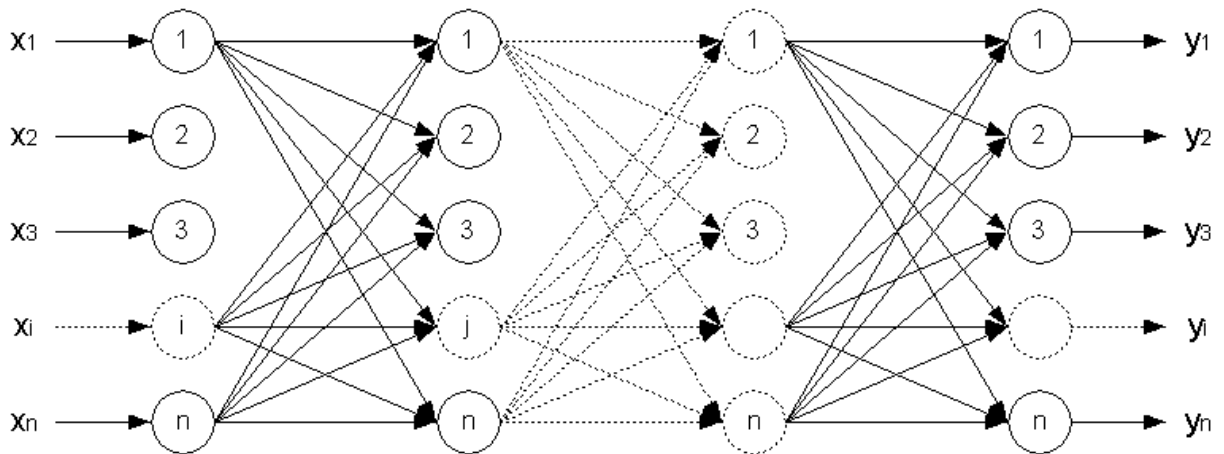 x1 1 1 1 1 y1
x2 2 2 2 2 y2
x3 3 3 3 3 y3
xi i j yi
xn n n n n yn